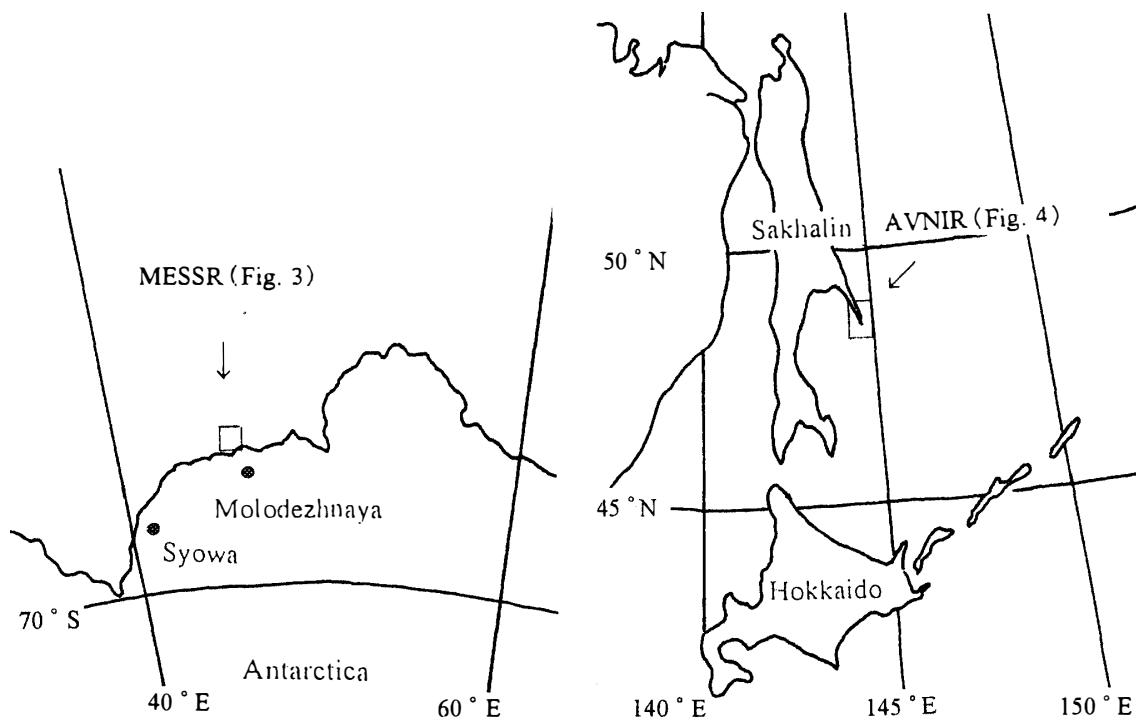 MESSR (Fig. 3)
Molodezhnaya
Syowa
70°S
Antarctica
40°E
60°E
Sakhalin
AVNIR (Fig. 4)
50°N
45°N
Hokkaido
140°E
145°E
150°E